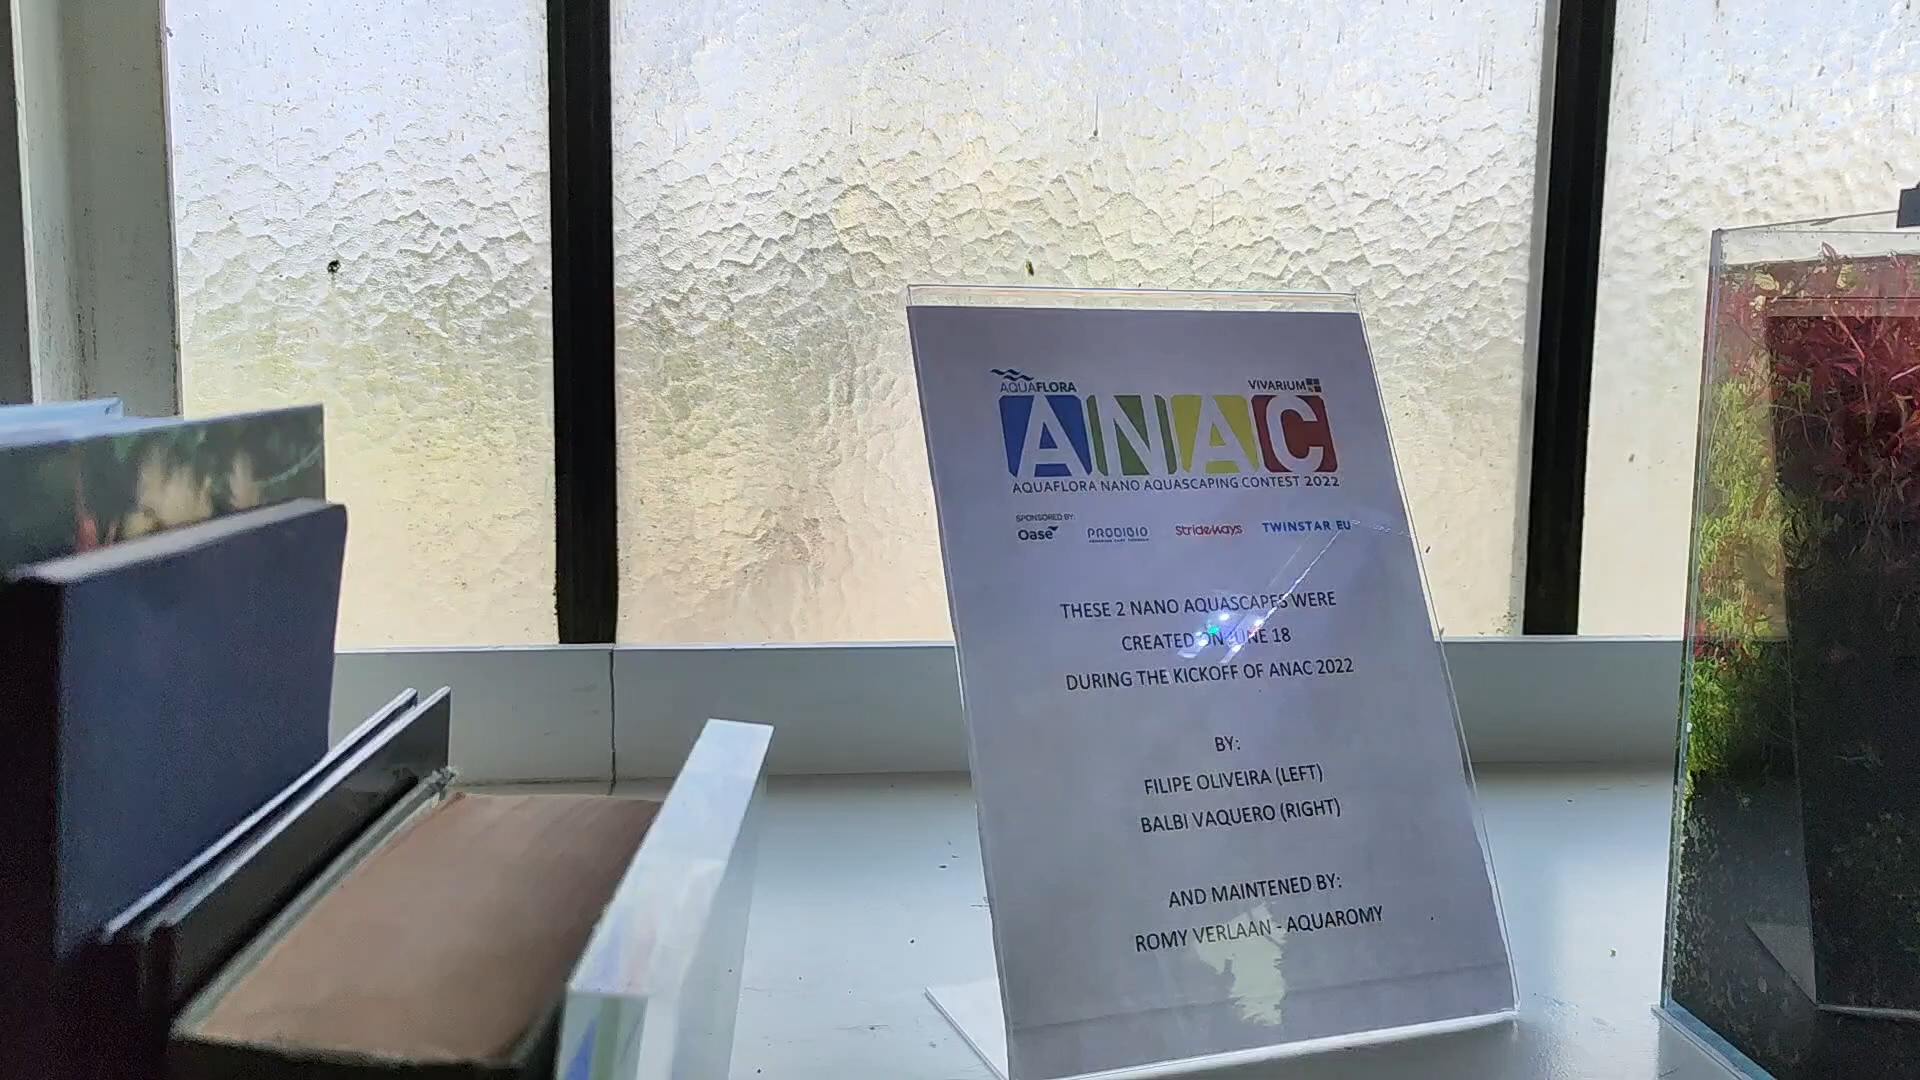 AQUAFLORA
VIVARIUM
ANAC
AQUAFLORA NANO AQUASCAPING CONTEST 2022
SPONSORED BY:
Oase PRODIBIO Strideways TWINSTAR EU
THESE 2 NANO AQUASCAPES WERE
CREATED ON JUNE 18
DURING THE KICKOFF OF ANAC 2022
BY:
FILIPE OLIVEIRA (LEFT)
BALBI VAQUERO (RIGHT)
AND MAINTENED BY:
ROMY VERLAAN - AQUAROMY